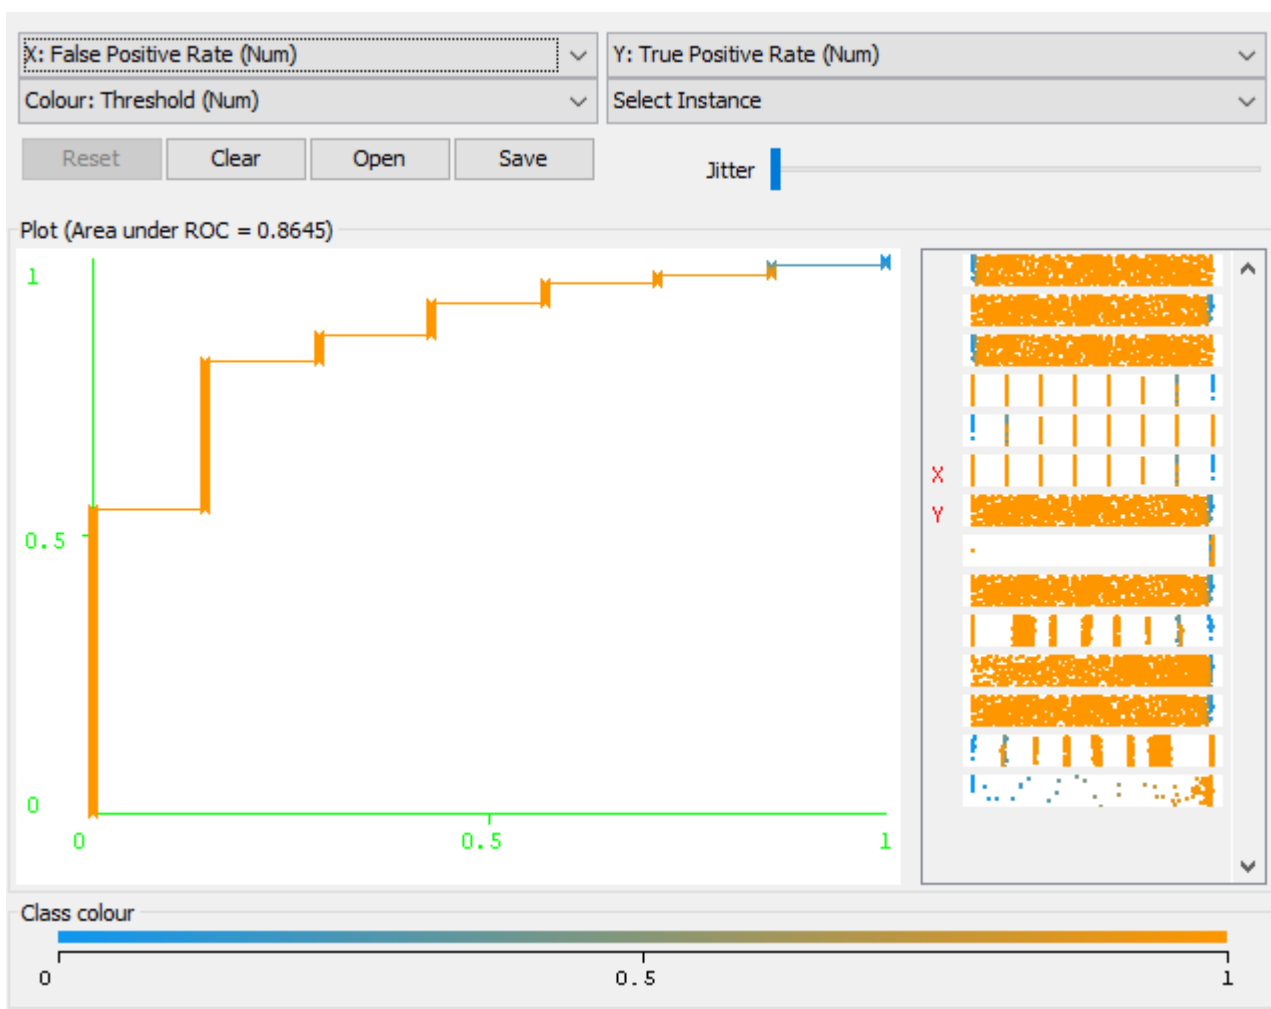 X: False Positive Rate (Num) Y: True Positive Rate (Num)
Colour: Threshold (Num) Select Instance
Reset Clear Open Save Jitter
Plot (Area under ROC = 0.8645)
1
0.5
0
0 0.5 1
X
Y
Class colour
0 0.5 1